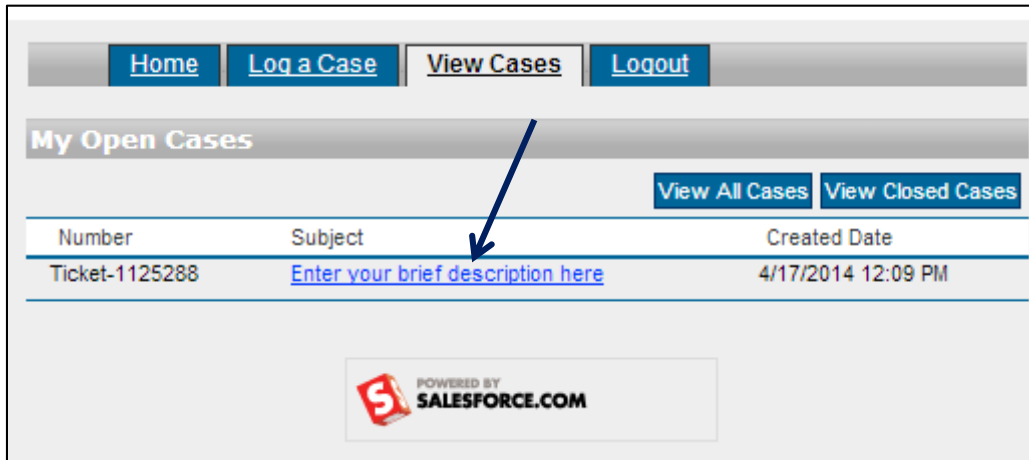 Home Log a Case View Cases Logout
My Open Cases
View All Cases View Closed Cases
Number Subject Created Date
Ticket-1125288 Enter your brief description here 4/17/2014 12:09 PM
POWERED BY
SALESFORCE.COM